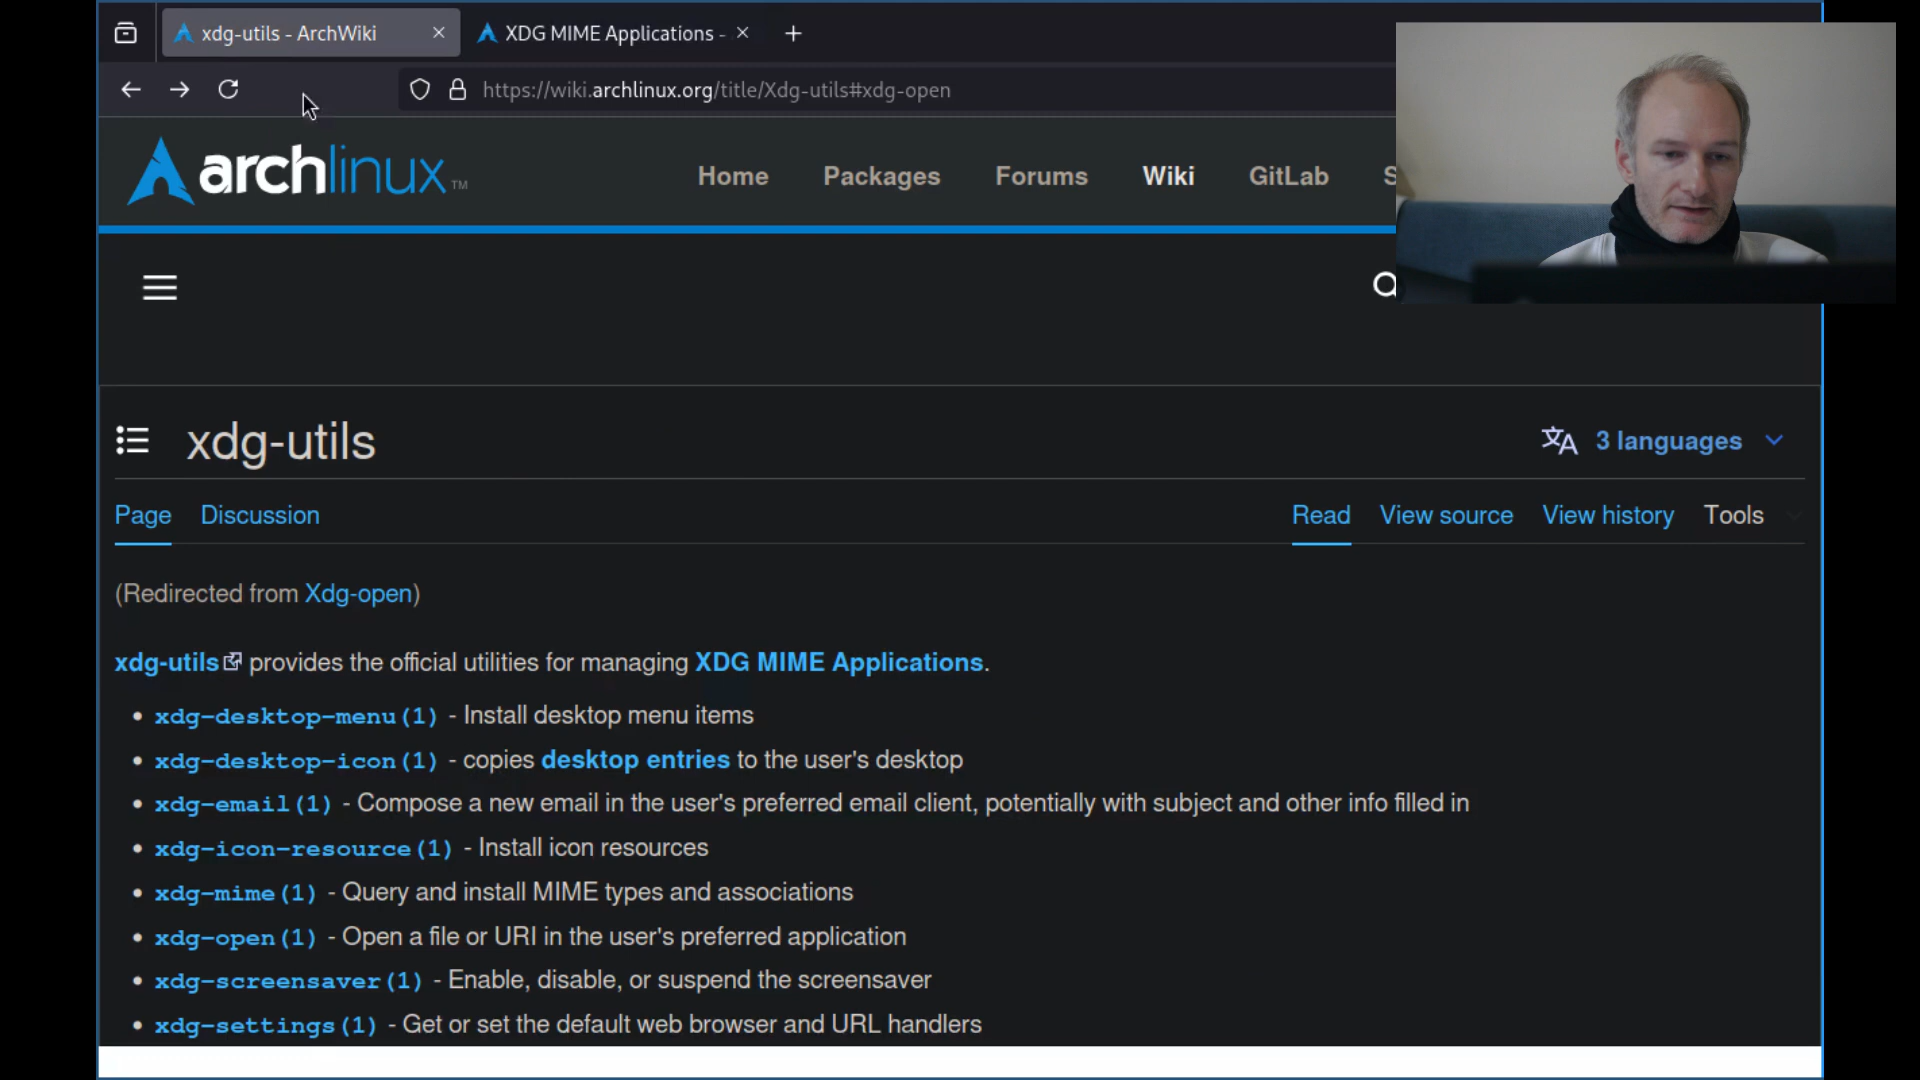 xdg-utils - ArchWiki
XDG MIME Applications -
https://wiki.archlinux.org/title/Xdg-utils#xdg-open
archlinux TM
Home Packages Forums Wiki GitLab S
xdg-utils
3 languages
Page Discussion Read View source View history Tools
(Redirected from Xdg-open)
xdg-utils provides the official utilities for managing XDG MIME Applications.
• xdg-desktop-menu(1) - Install desktop menu items
• xdg-desktop-icon(1) - copies desktop entries to the user's desktop
• xdg-email(1) - Compose a new email in the user's preferred email client, potentially with subject and other info filled in
• xdg-icon-resource(1) - Install icon resources
• xdg-mime(1) - Query and install MIME types and associations
• xdg-open(1) - Open a file or URI in the user's preferred application
• xdg-screensaver(1) - Enable, disable, or suspend the screensaver
• xdg-settings(1) - Get or set the default web browser and URL handlers